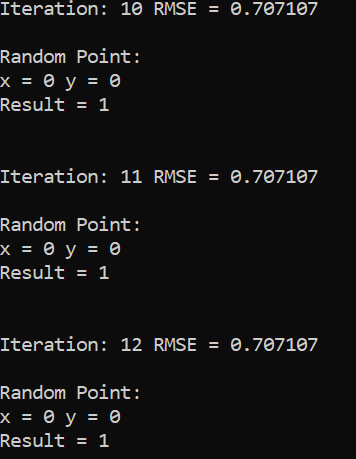 Iteration: 10 RMSE = 0.707107
Random Point:
x = 0 y = 0
Result = 1
Iteration: 11 RMSE = 0.707107
Random Point:
x = 0 y = 0
Result = 1
Iteration: 12 RMSE = 0.707107
Random Point:
x = 0 y = 0
Result = 1